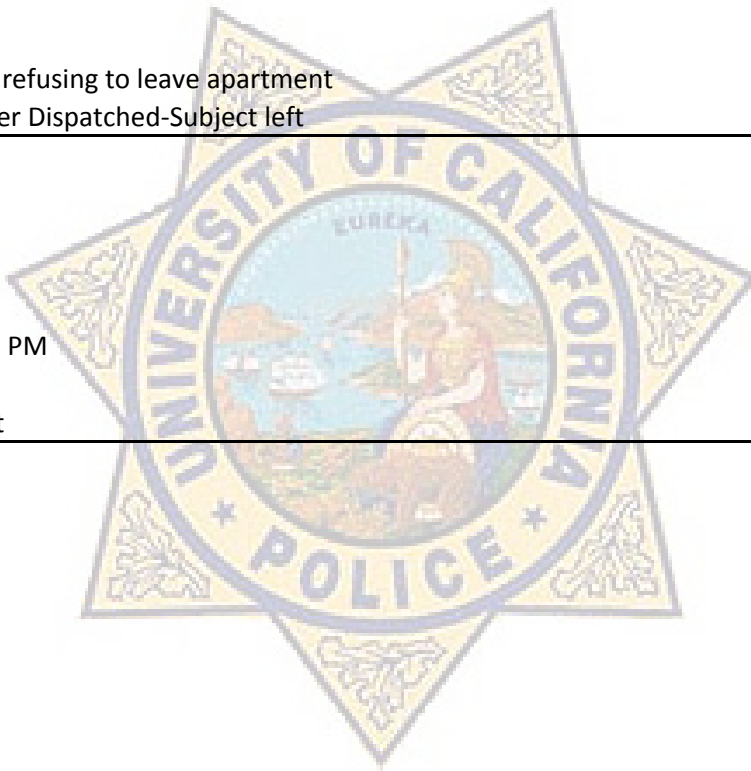 refusing to leave apartment
er Dispatched-Subject left
UNIVERSITY OF CALIFORNIA
EUREKA
PM
t
* POLICE *